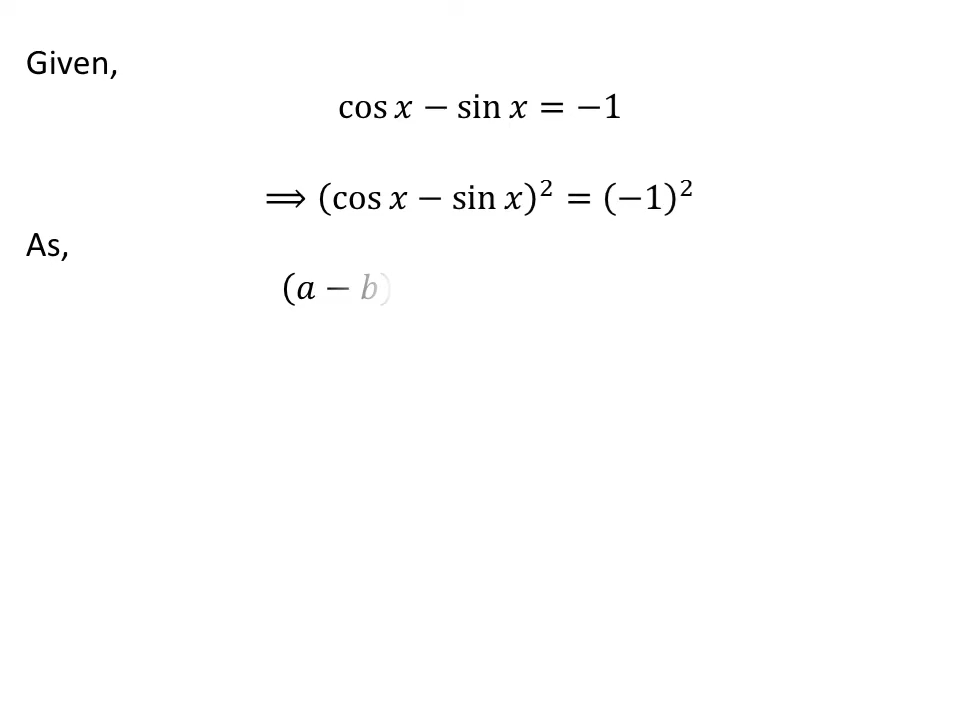 Given,
cos x − sin x = −1
⟹ (cos x − sin x)² = (−1)²
As,
(a − b)